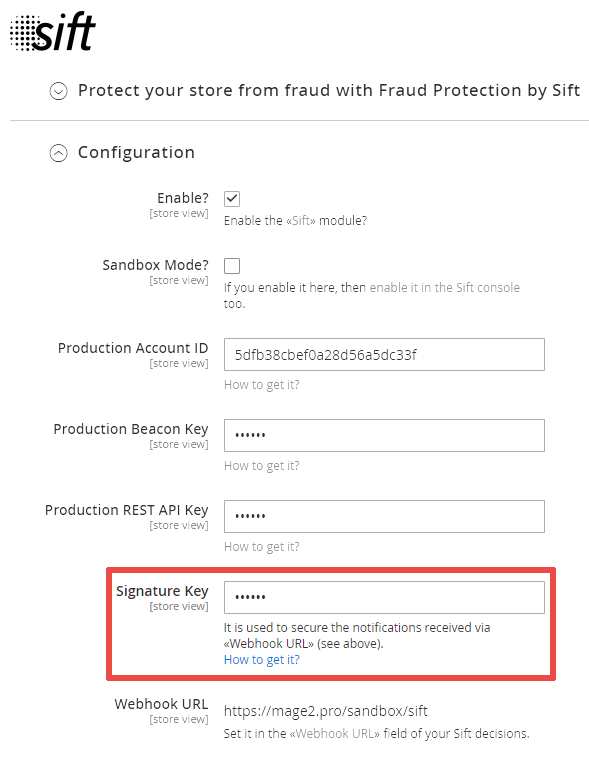 sift
Protect your store from fraud with Fraud Protection by Sift
Configuration
Enable?
[store view]
Enable the «Sift» module?
Sandbox Mode?
[store view]
If you enable it here, then enable it in the Sift console
too.
Production Account ID
[store view]
5dfb38cbef0a28d56a5dc33f
How to get it?
Production Beacon Key
[store view]
••••••
How to get it?
Production REST API Key
[store view]
••••••
How to get it?
Signature Key
[store view]
••••••
It is used to secure the notifications received via
«Webhook URL» (see above).
How to get it?
Webhook URL
[store view]
https://mage2.pro/sandbox/sift
Set it in the «Webhook URL» field of your Sift decisions.